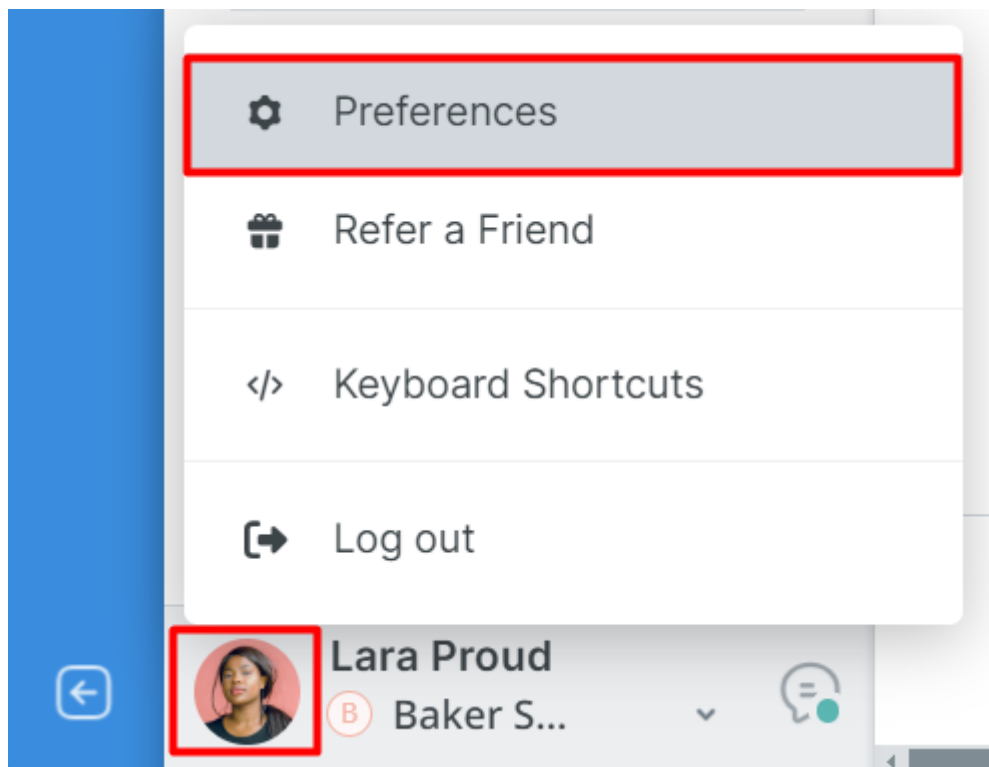 Preferences
Refer a Friend
</> Keyboard Shortcuts
Log out
Lara Proud
B Baker S...